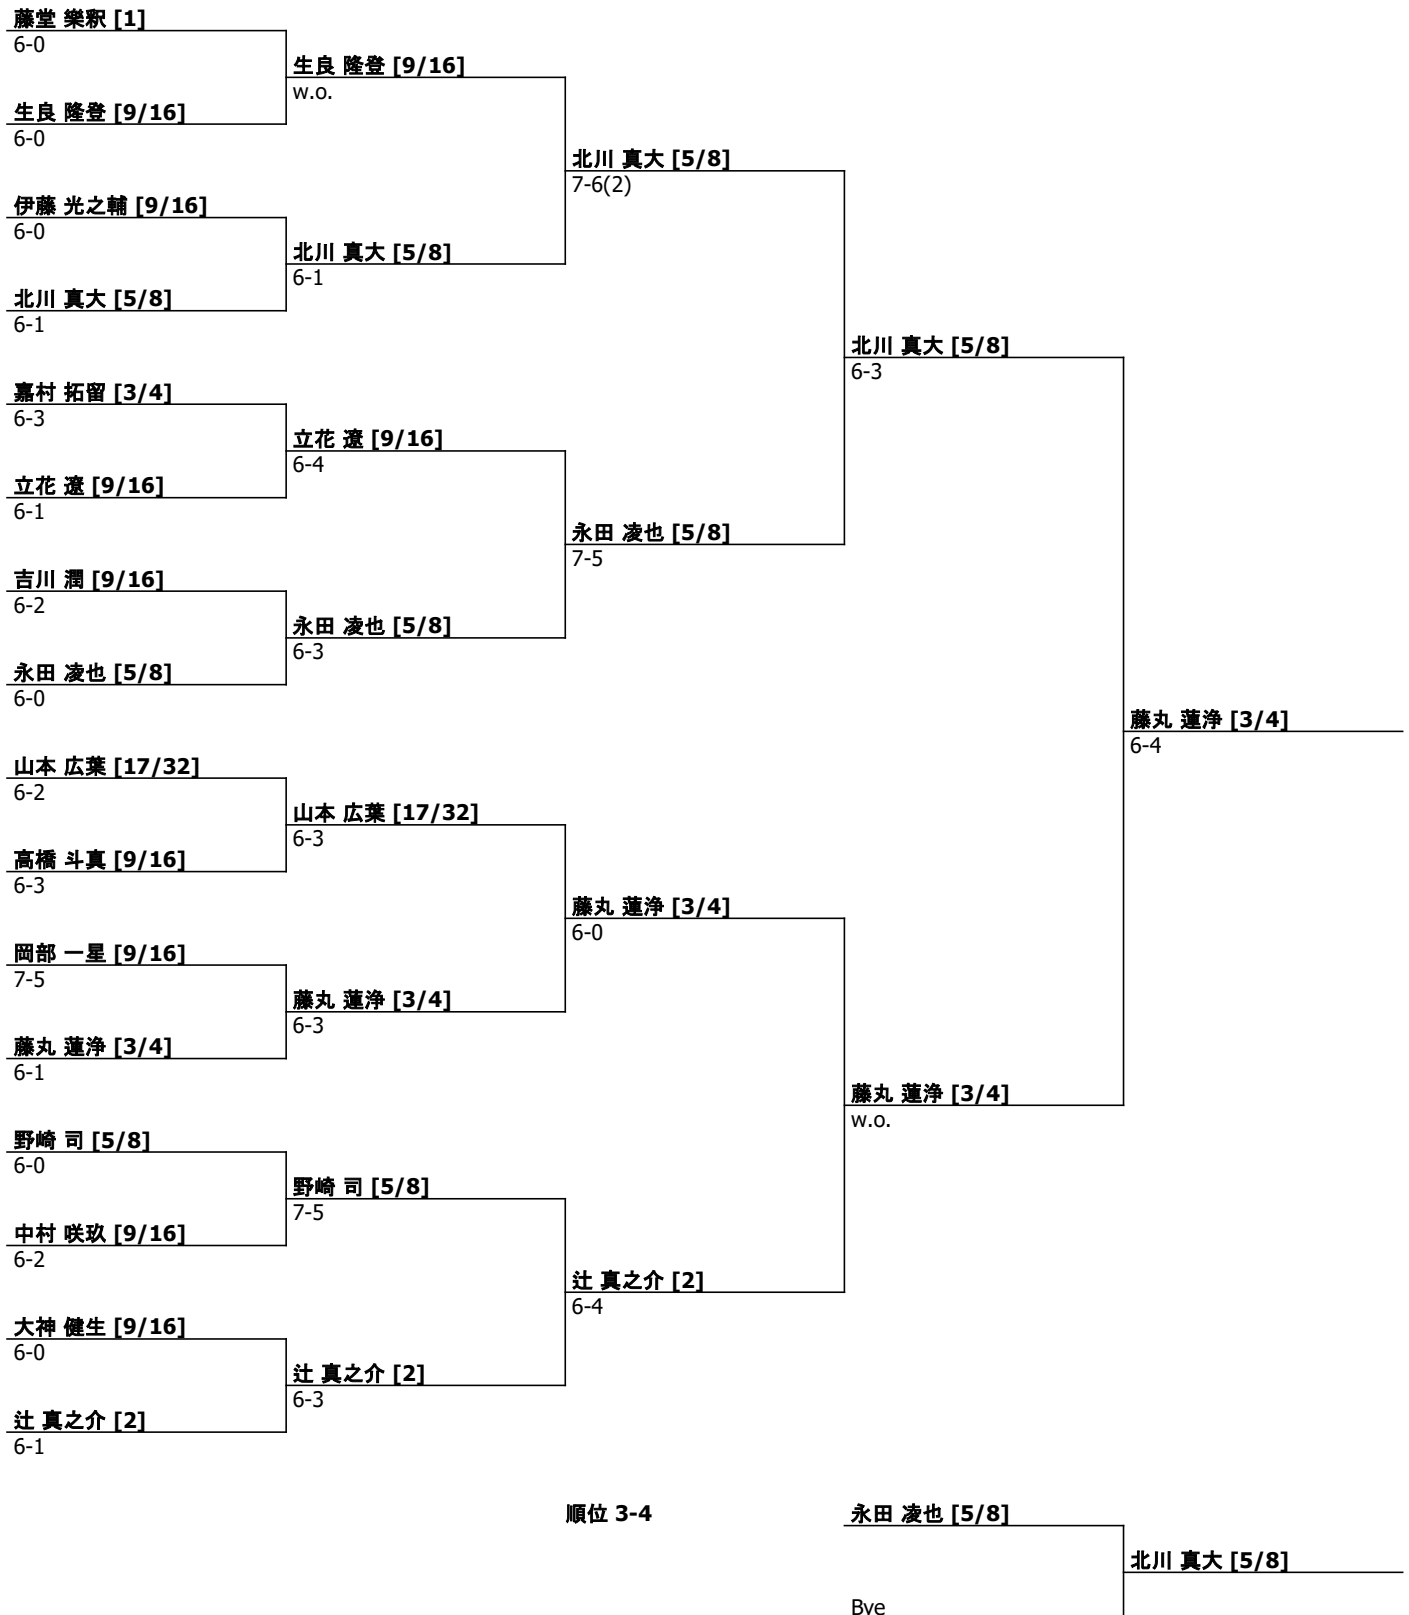 藤堂 樂釈 [1]
6-0
生良 隆登 [9/16]
w.o.
生良 隆登 [9/16]
6-0
北川 真大 [5/8]
7-6(2)
伊藤 光之輔 [9/16]
6-0
北川 真大 [5/8]
6-1
北川 真大 [5/8]
6-1
北川 真大 [5/8]
6-3
嘉村 拓留 [3/4]
6-3
立花 遼 [9/16]
6-4
立花 遼 [9/16]
6-1
永田 凌也 [5/8]
7-5
吉川 潤 [9/16]
6-2
永田 凌也 [5/8]
6-3
永田 凌也 [5/8]
6-0
藤丸 蓮浄 [3/4]
6-4
山本 広葉 [17/32]
6-2
山本 広葉 [17/32]
6-3
高橋 斗真 [9/16]
6-3
藤丸 蓮浄 [3/4]
6-0
岡部 一星 [9/16]
7-5
藤丸 蓮浄 [3/4]
6-3
藤丸 蓮浄 [3/4]
6-1
藤丸 蓮浄 [3/4]
w.o.
野崎 司 [5/8]
6-0
野崎 司 [5/8]
7-5
中村 咲玖 [9/16]
6-2
辻 真之介 [2]
6-4
大神 健生 [9/16]
6-0
辻 真之介 [2]
6-3
辻 真之介 [2]
6-1
順位 3-4
永田 凌也 [5/8]
北川 真大 [5/8]
Bye